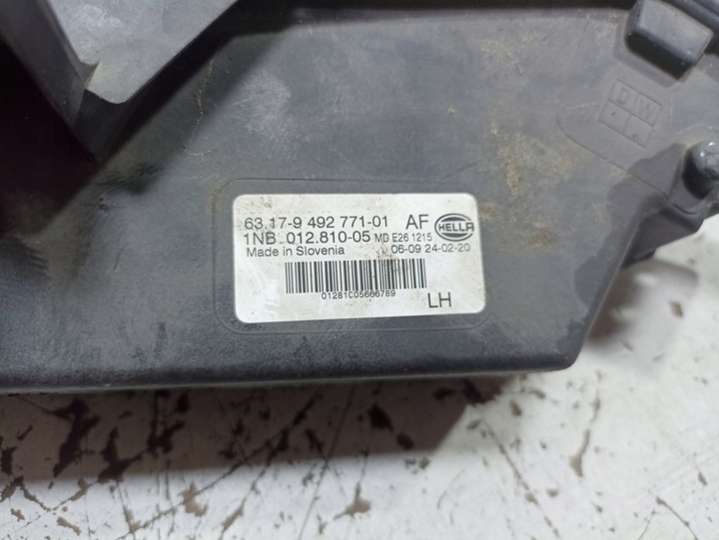 63.17-9 492 771-01 AF HELLA
1NB 012.810-05 MD E26 1215
Made in Slovenia 06-09 24-02-20
01281C05666789
LH